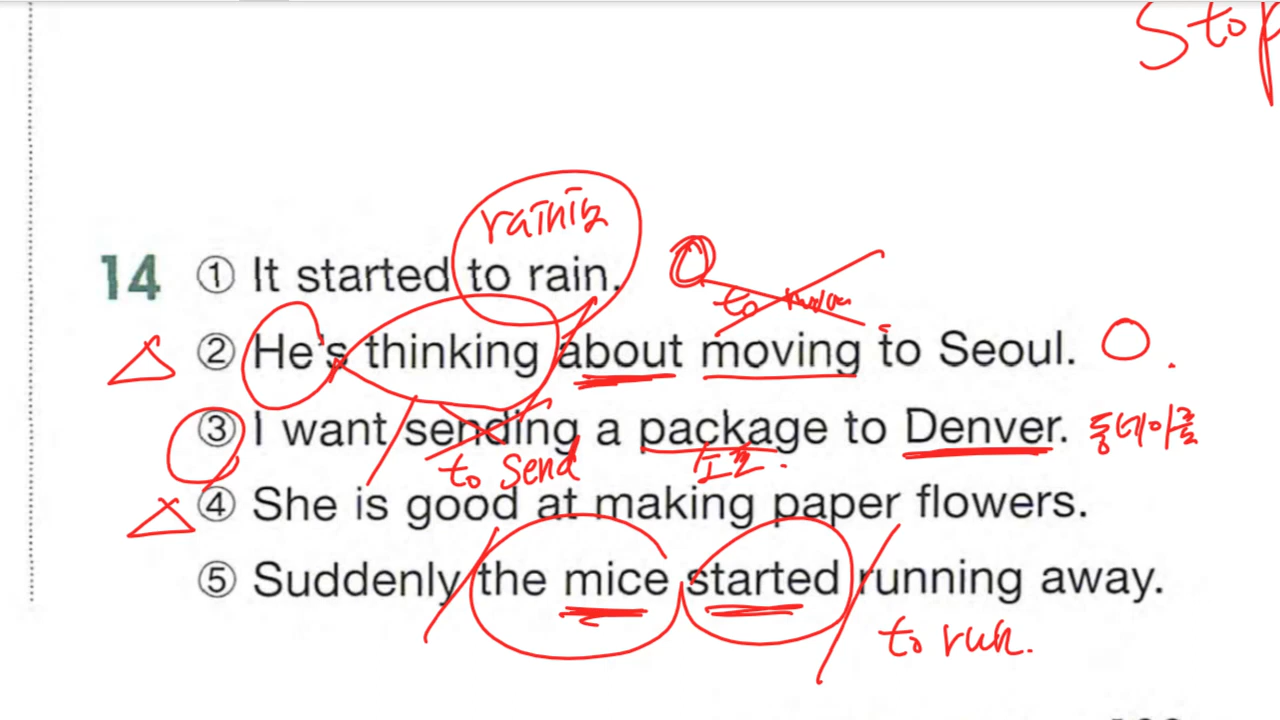 Stop
raining
14 ① It started to rain.
to move
② He's thinking about moving to Seoul.
③ I want sending a package to Denver. 동네이름
to send 소포.
④ She is good at making paper flowers.
⑤ Suddenly the mice started running away.
to run.